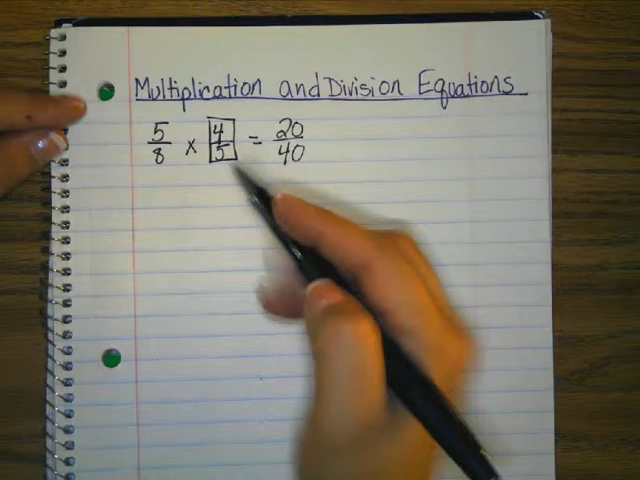 Multiplication and Division Equations
5/8 x 4/5 = 20/40